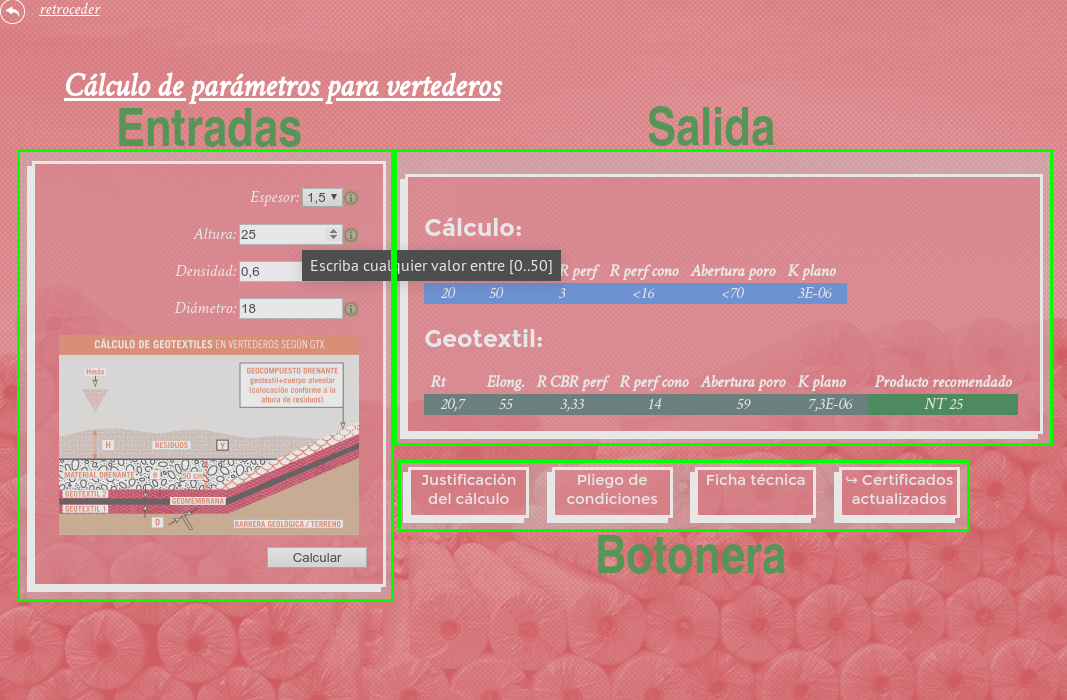 retroceder
Cálculo de parámetros para vertederos
Entradas
Salida
Espesor: 1,5
Altura: 25
Densidad: 0,6
Diámetro: 18
Escriba cualquier valor entre [0..50]
CÁLCULO DE GEOTEXTILES EN VERTEDEROS SEGÚN GTX
Hmáx
GEOCOMPUESTO DRENANTE
geotextil+cuerpo alveolar
(colocación conforme a la
altura de residuos)
H RESIDUOS γ
MATERIAL DRENANTE e 50 cm
GEOTEXTIL 2
GEOMEMBRANA
GEOTEXTIL 1
D BARRERA GEOLÓGICA / TERRENO
Calcular
Cálculo:
R perf R perf cono Abertura poro K plano
20 50 3 <16 <70 3E-06
Geotextil:
Rt Elong. R CBR perf R perf cono Abertura poro K plano Producto recomendado
20,7 55 3,33 14 59 7,3E-06 NT 25
Justificación
del cálculo
Pliego de
condiciones
Ficha técnica
↪ Certificados
actualizados
Botonera